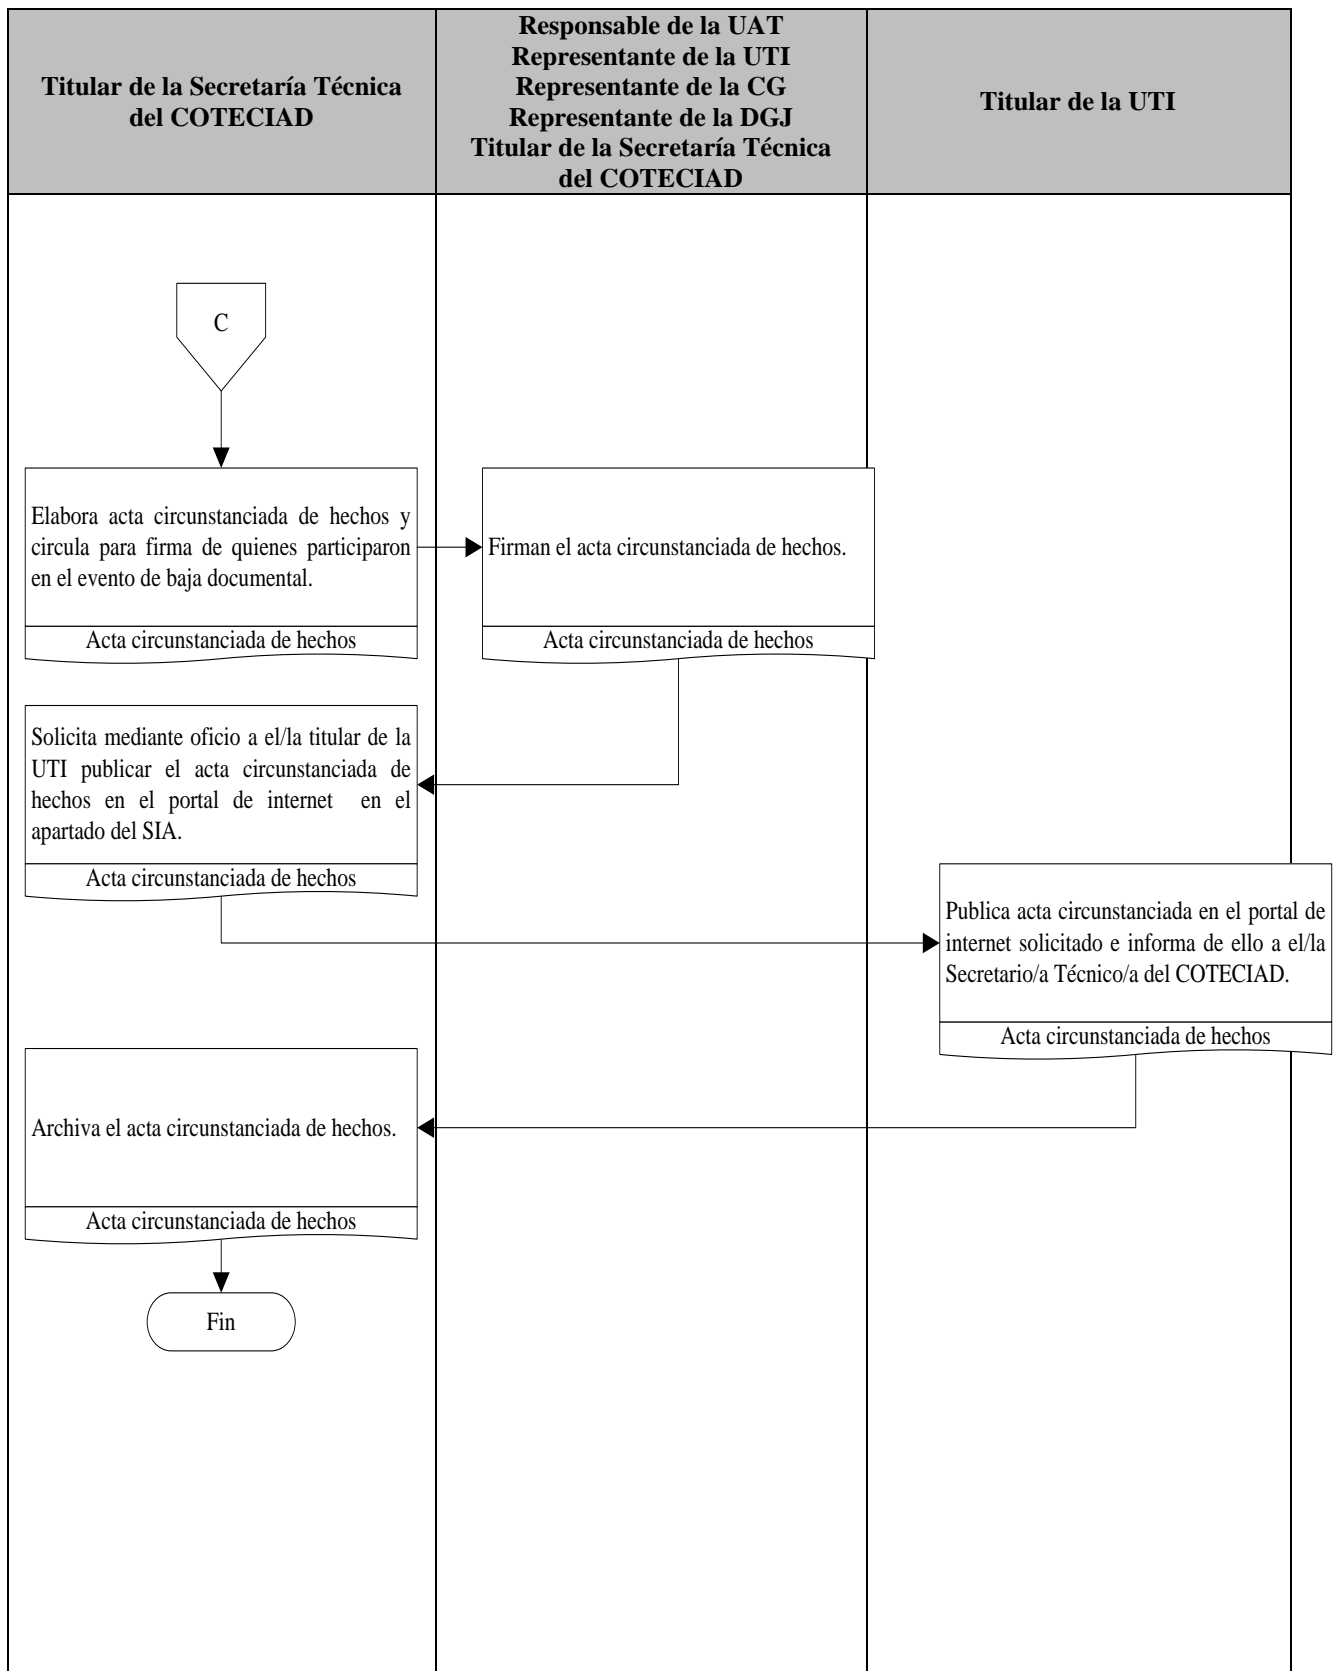 Titular de la Secretaría Técnica
del COTECIAD
Responsable de la UAT
Representante de la UTI
Representante de la CG
Representante de la DGJ
Titular de la Secretaría Técnica
del COTECIAD
Titular de la UTI
C
Elabora acta circunstanciada de hechos y
circula para firma de quienes participaron
en el evento de baja documental.
Acta circunstanciada de hechos
Firman el acta circunstanciada de hechos.
Acta circunstanciada de hechos
Solicita mediante oficio a el/la titular de la
UTI publicar el acta circunstanciada de
hechos en el portal de internet en el
apartado del SIA.
Acta circunstanciada de hechos
Publica acta circunstanciada en el portal de
internet solicitado e informa de ello a el/la
Secretario/a Técnico/a del COTECIAD.
Acta circunstanciada de hechos
Archiva el acta circunstanciada de hechos.
Acta circunstanciada de hechos
Fin